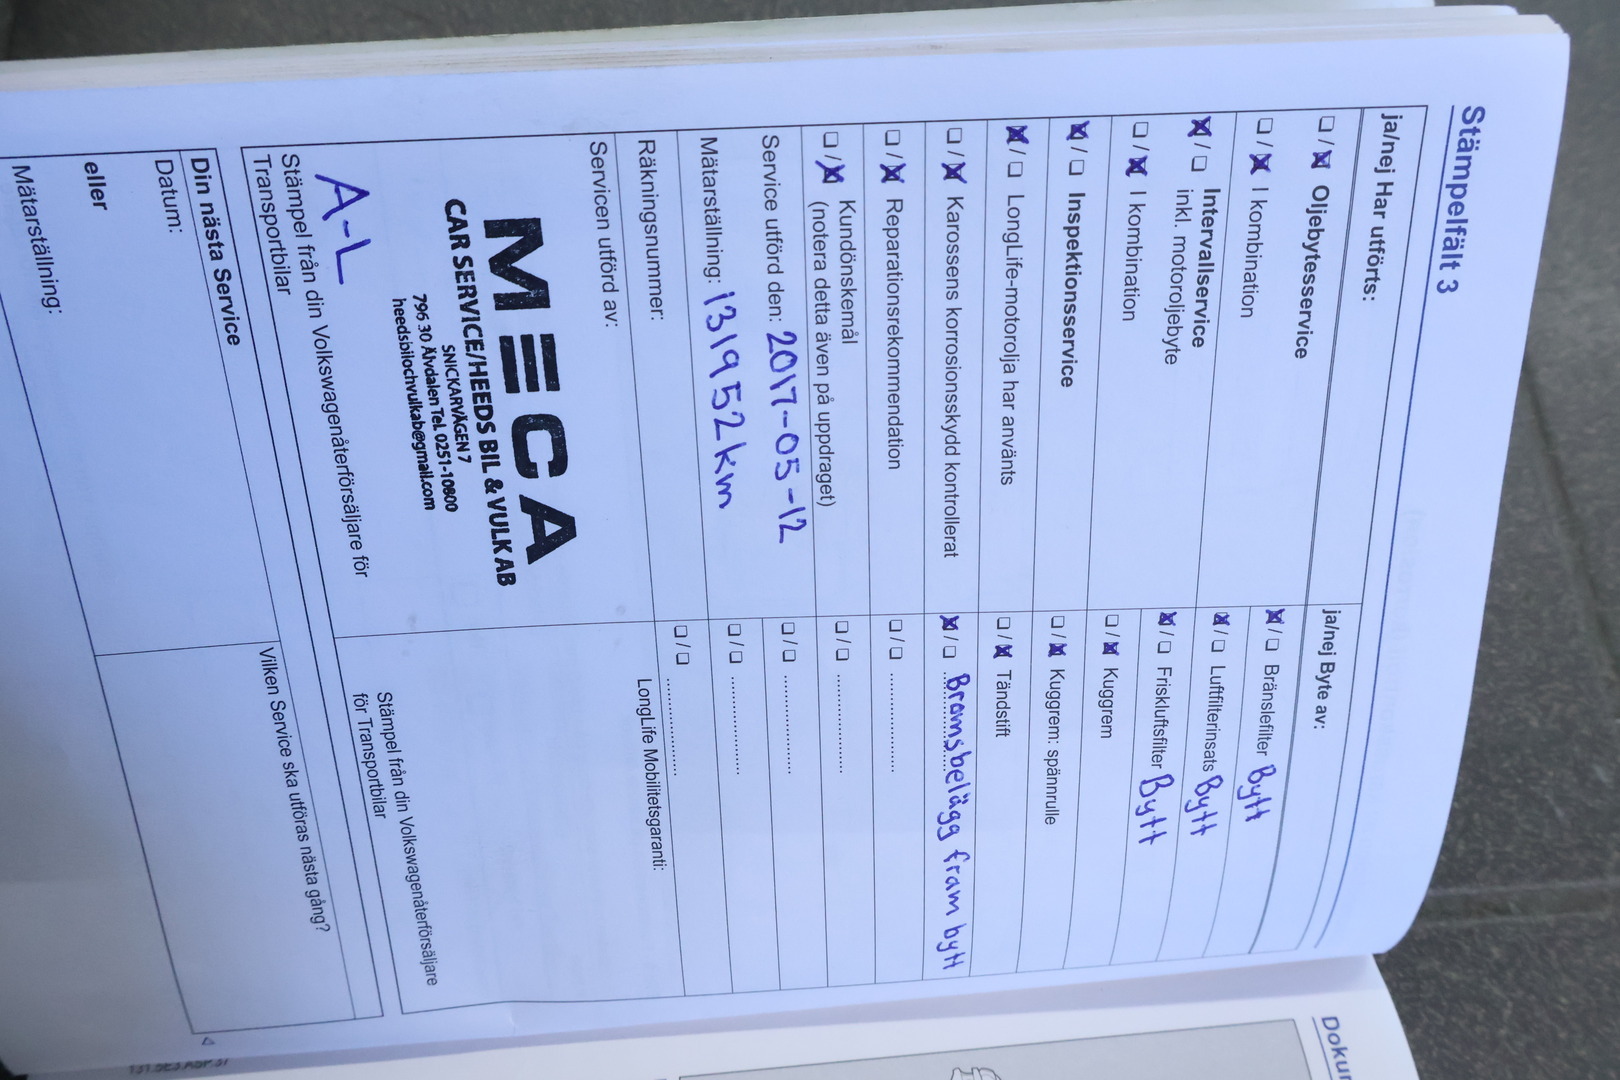 Stämpelfält 3
ja/nej Har utförts:
☐ / ☒ Oljebytesservice
☐ / ☒ I kombination
☒ / ☐ Intervallservice
inkl. motoroljebyte
☐ / ☒ I kombination
☒ / ☐ Inspektionsservice
☒ / ☐ LongLife-motorolja har använts
☐ / ☒ Karossens korrosionsskydd kontrollerat
☐ / ☒ Reparationsrekommendation
☐ / ☒ Kundönskemål
(notera detta även på uppdraget)
Service utförd den: 2017-05-12
Mätarställning: 131952 km
Räkningsnummer:
Servicen utförd av:
MECA
CAR SERVICE/HEEDS BIL & VULK AB
SNICKARVÄGEN 7
796 30 Älvdalen Tel. 0251-10800
heedsbilochvulkab@gmail.com
A-L
Stämpel från din Volkswagenåterförsäljare för
Transportbilar
ja/nej Byte av:
☒ / ☐ Bränslefilter Bytt
☒ / ☐ Luftfilterinsats Bytt
☒ / ☐ Friskluftsfilter Bytt
☐ / ☒ Kuggrem
☐ / ☒ Kuggrem: spännrulle
☐ / ☒ Tändstift
☒ / ☐ Bromsbelägg fram bytt
☐ / ☐ ..................
☐ / ☐ ..................
☐ / ☐ ..................
☐ / ☐ ..................
☐ / ☐ ..................
LongLife Mobilitetsgaranti:
Stämpel från din Volkswagenåterförsäljare
för Transportbilar
Din nästa Service
Datum:
eller
Mätarställning:
Vilken Service ska utföras nästa gång?